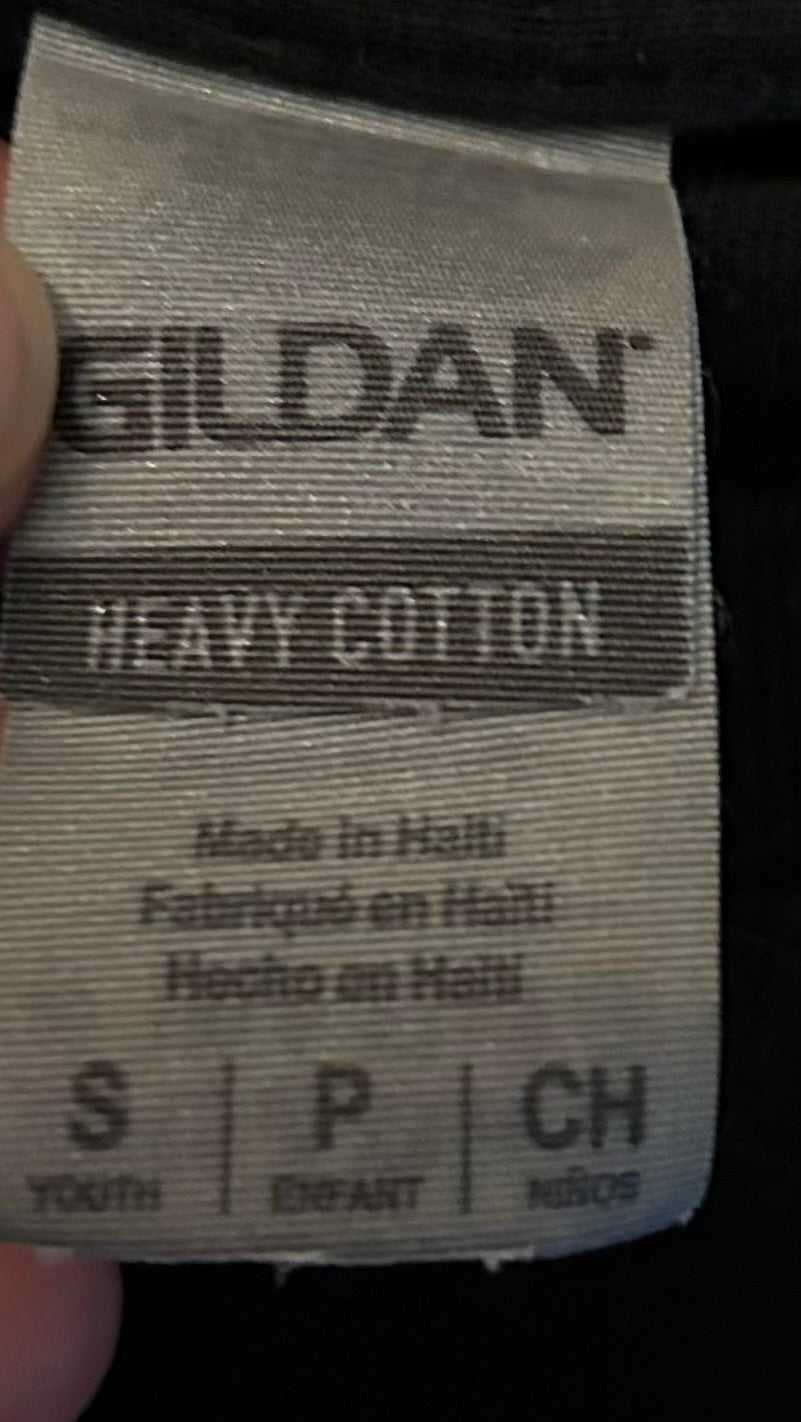 GILDAN
HEAVY COTTON
Made in Haiti
Fabriqué en Haïti
Hecho en Haití
S | P | CH
YOUTH | ENFANT | NIÑOS